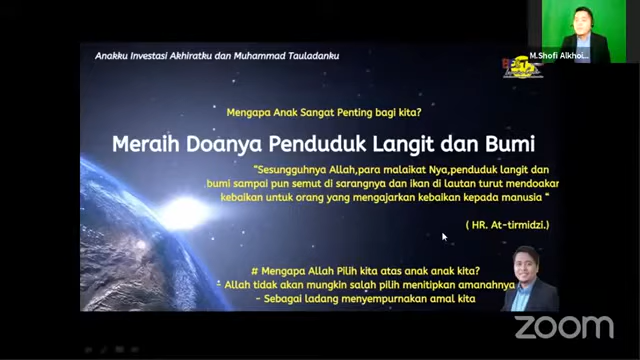 M.Shofi Alkhoi...
Anakku Investasi Akhiratku dan Muhammad Tauladanku
Mengapa Anak Sangat Penting bagi kita?
Meraih Doanya Penduduk Langit dan Bumi
"Sesungguhnya Allah,para malaikat Nya,penduduk langit dan
bumi sampai pun semut di sarangnya dan ikan di lautan turut mendoakan
kebaikan untuk orang yang mengajarkan kebaikan kepada manusia "
( HR. At-tirmidzi.)
# Mengapa Allah Pilih kita atas anak anak kita?
- Allah tidak akan mungkin salah pilih menitipkan amanahnya
- Sebagai ladang menyempurnakan amal kita
zoom